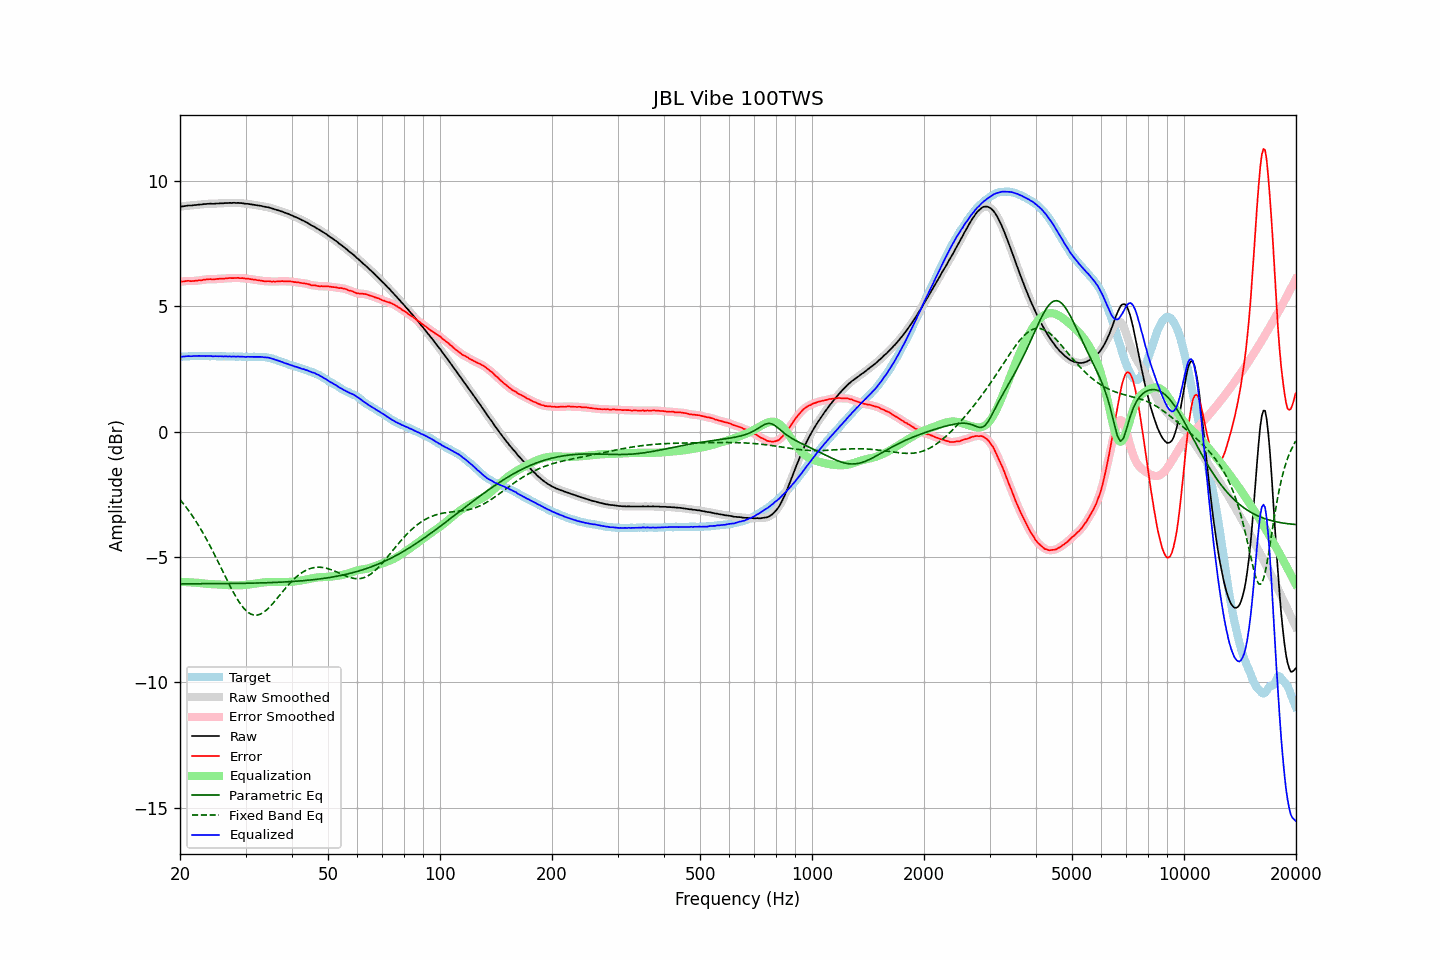 JBL Vibe 100TWS
Amplitude (dBr)
10
5
0
−5
−10
−15
Target
Raw Smoothed
Error Smoothed
Raw
Error
Equalization
Parametric Eq
Fixed Band Eq
Equalized
20 50 100 200 500 1000 2000 5000 10000 20000
Frequency (Hz)